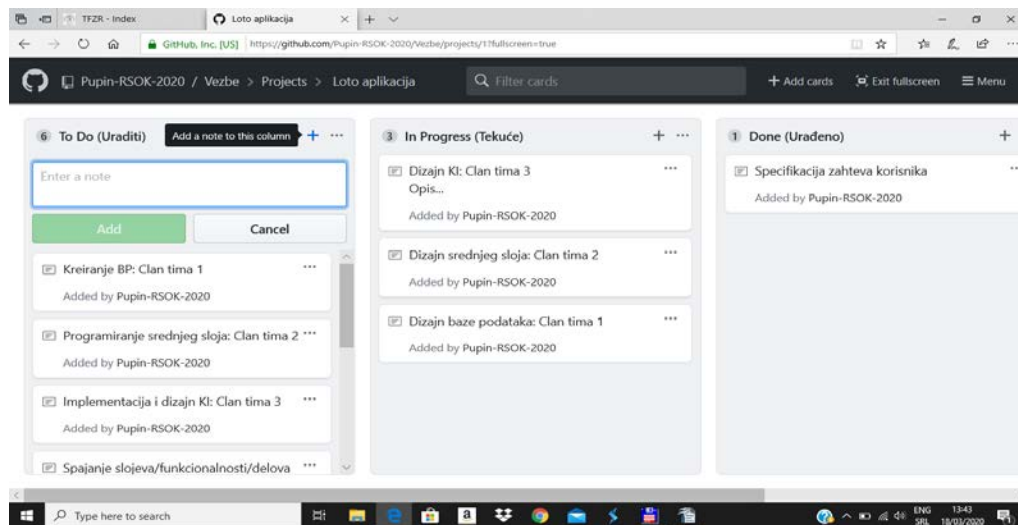 TFZR - Index
Loto aplikacija
GitHub, Inc. [US]
https://github.com/Pupin-RSOK-2020/Vezbe/projects/1?fullscreen=true
Pupin-RSOK-2020 / Vezbe > Projects > Loto aplikacija
Filter cards
+ Add cards
Exit fullscreen
Menu
6 To Do (Uraditi)
Add a note to this column
Enter a note
Add
Cancel
Kreiranje BP: Clan tima 1
Added by Pupin-RSOK-2020
Programiranje srednjeg sloja: Clan tima 2
Added by Pupin-RSOK-2020
Implementacija i dizajn KI: Clan tima 3
Added by Pupin-RSOK-2020
Spajanje slojeva/funkcionalnosti/delova
3 In Progress (Tekuće)
Dizajn KI: Clan tima 3
Opis...
Added by Pupin-RSOK-2020
Dizajn srednjeg sloja: Clan tima 2
Added by Pupin-RSOK-2020
Dizajn baze podataka: Clan tima 1
Added by Pupin-RSOK-2020
1 Done (Urađeno)
Specifikacija zahteva korisnika
Added by Pupin-RSOK-2020
Type here to search
ENG
SRL
13:43
18/03/2020